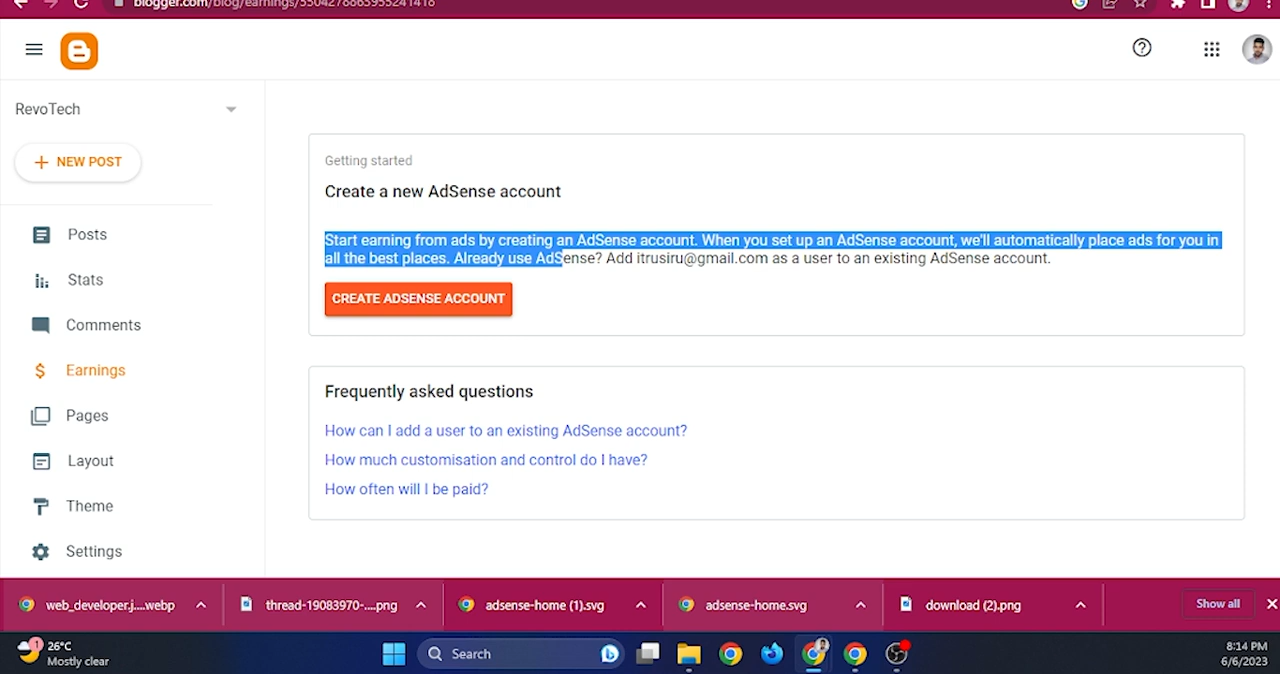 blogger.com/blog/earnings/5504278863955241418
RevoTech
NEW POST
Posts
Stats
Comments
Earnings
Pages
Layout
Theme
Settings
Getting started
Create a new AdSense account
Start earning from ads by creating an AdSense account. When you set up an AdSense account, we'll automatically place ads for you in
all the best places. Already use AdSense? Add itrusiru@gmail.com as a user to an existing AdSense account.
CREATE ADSENSE ACCOUNT
Frequently asked questions
How can I add a user to an existing AdSense account?
How much customisation and control do I have?
How often will I be paid?
web_developer.j....webp
thread-19083970-....png
adsense-home (1).svg
adsense-home.svg
download (2).png
Show all
1
26°C
Mostly clear
Search
8:14 PM
6/6/2023